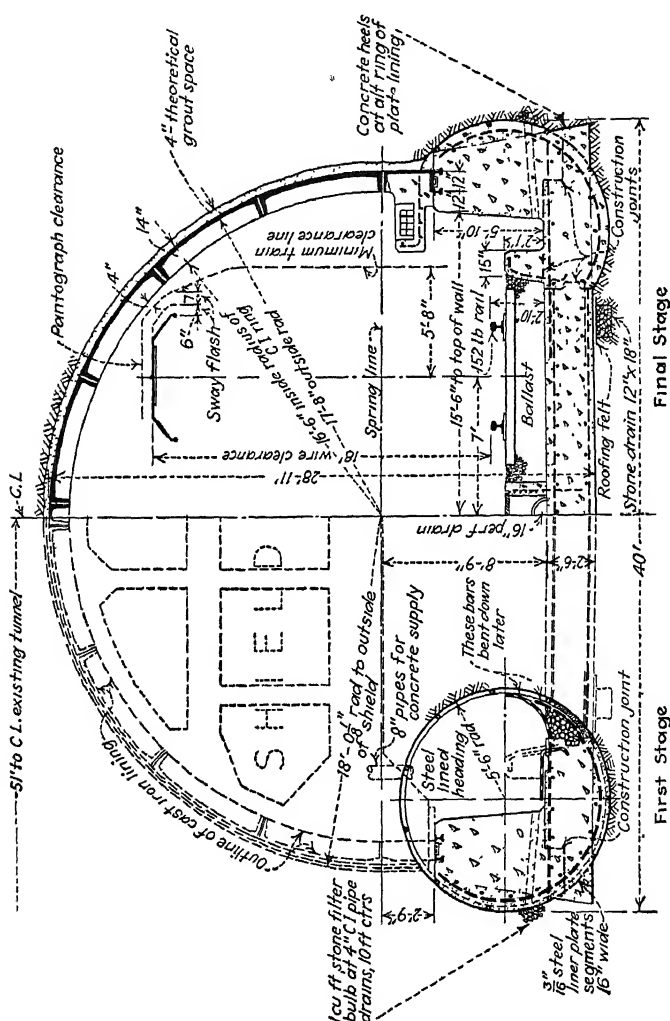 51' to C.L. existing tunnel
C.L
Pantograph clearance
4"
14"
4" theoretical
grout space
Outline of cast iron lining
SHIELD
6"
7"
Sway flash
Minimum train
clearance line
16'-6" inside radius of
C I ring
17'-8" outside rad
28'-11"
18' wire clearance
18'-0 1/8" rad to outside
of shield
Spring line
5'-8"
Concrete heels
at alt ring of
plate lining
12"
12"
8" pipes for
concrete supply
16" perf drain
8'-9"
7'
15'-6" to top of wall
152 lb rail
15"
5'-10"
2'-1"
2'-10"
Ballast
Steel
lined
heading
5'-6" rad
These bars
bent down
later
2'-9"
1 cu ft stone filter
bulb at 4" C I pipe
drains, 10 ft ctrs
3/16" steel
liner plate
segments
16" wide
Construction joint
2'-6"
Roofing felt
Stone drain 12" x 18"
Construction
joints
40'
First Stage
Final Stage